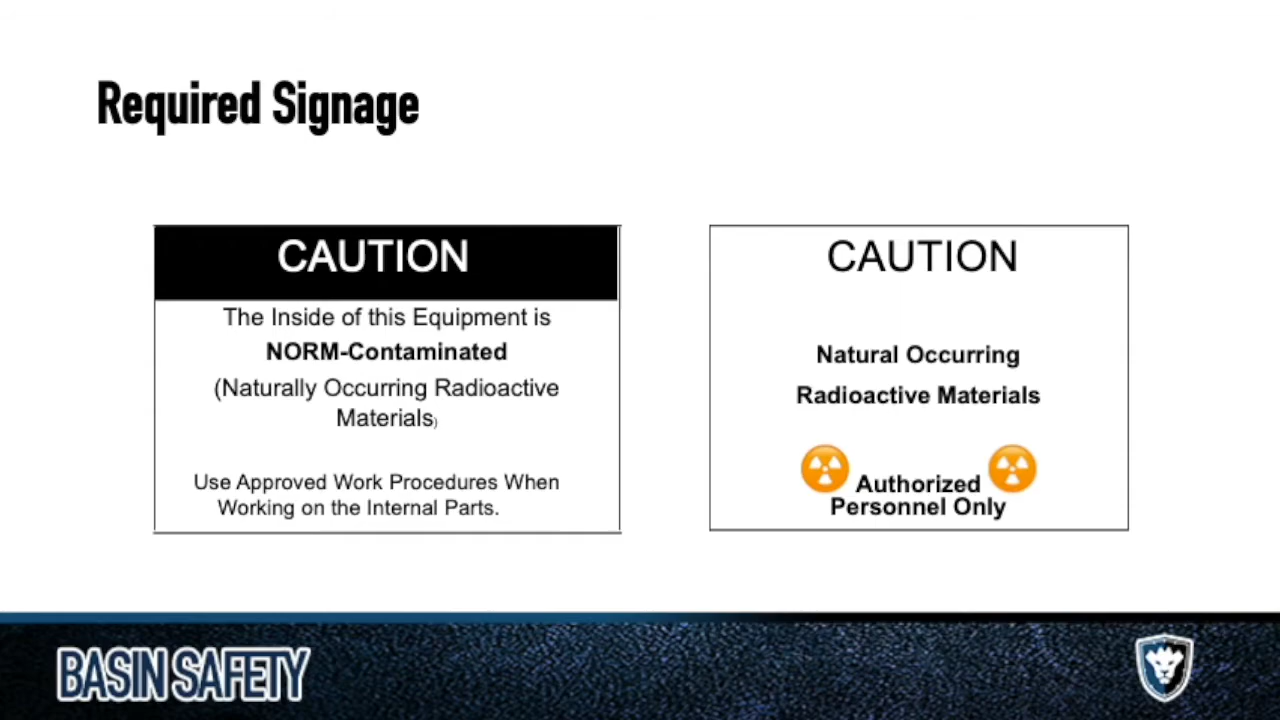 Required Signage
CAUTION
The Inside of this Equipment is
NORM-Contaminated
(Naturally Occurring Radioactive
Materials)
Use Approved Work Procedures When
Working on the Internal Parts.
CAUTION
Natural Occurring
Radioactive Materials
Authorized
Personnel Only
BASIN SAFETY